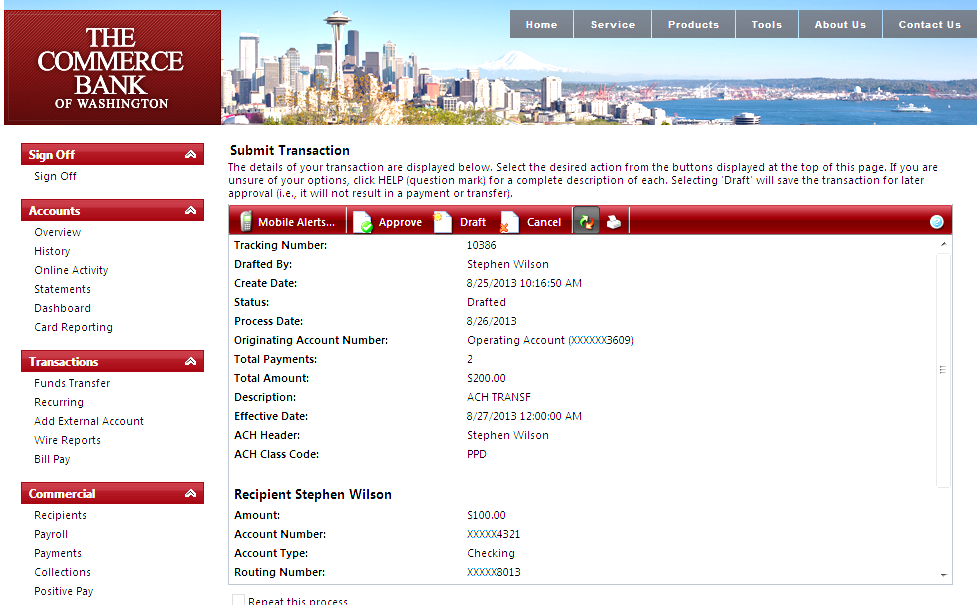 THE
COMMERCE
BANK
OF WASHINGTON
Home Service Products Tools About Us Contact Us
Sign Off
Sign Off
Accounts
Overview
History
Online Activity
Statements
Dashboard
Card Reporting
Transactions
Funds Transfer
Recurring
Add External Account
Wire Reports
Bill Pay
Commercial
Recipients
Payroll
Payments
Collections
Positive Pay
Submit Transaction
The details of your transaction are displayed below. Select the desired action from the buttons displayed at the top of this page. If you are
unsure of your options, click HELP (question mark) for a complete description of each. Selecting 'Draft' will save the transaction for later
approval (i.e., it will not result in a payment or transfer).
Mobile Alerts... Approve Draft Cancel
Tracking Number: 10386
Drafted By: Stephen Wilson
Create Date: 8/25/2013 10:16:50 AM
Status: Drafted
Process Date: 8/26/2013
Originating Account Number: Operating Account (XXXXXX3609)
Total Payments: 2
Total Amount: $200.00
Description: ACH TRANSF
Effective Date: 8/27/2013 12:00:00 AM
ACH Header: Stephen Wilson
ACH Class Code: PPD
Recipient Stephen Wilson
Amount: $100.00
Account Number: XXXXX4321
Account Type: Checking
Routing Number: XXXXX8013
Repeat this process